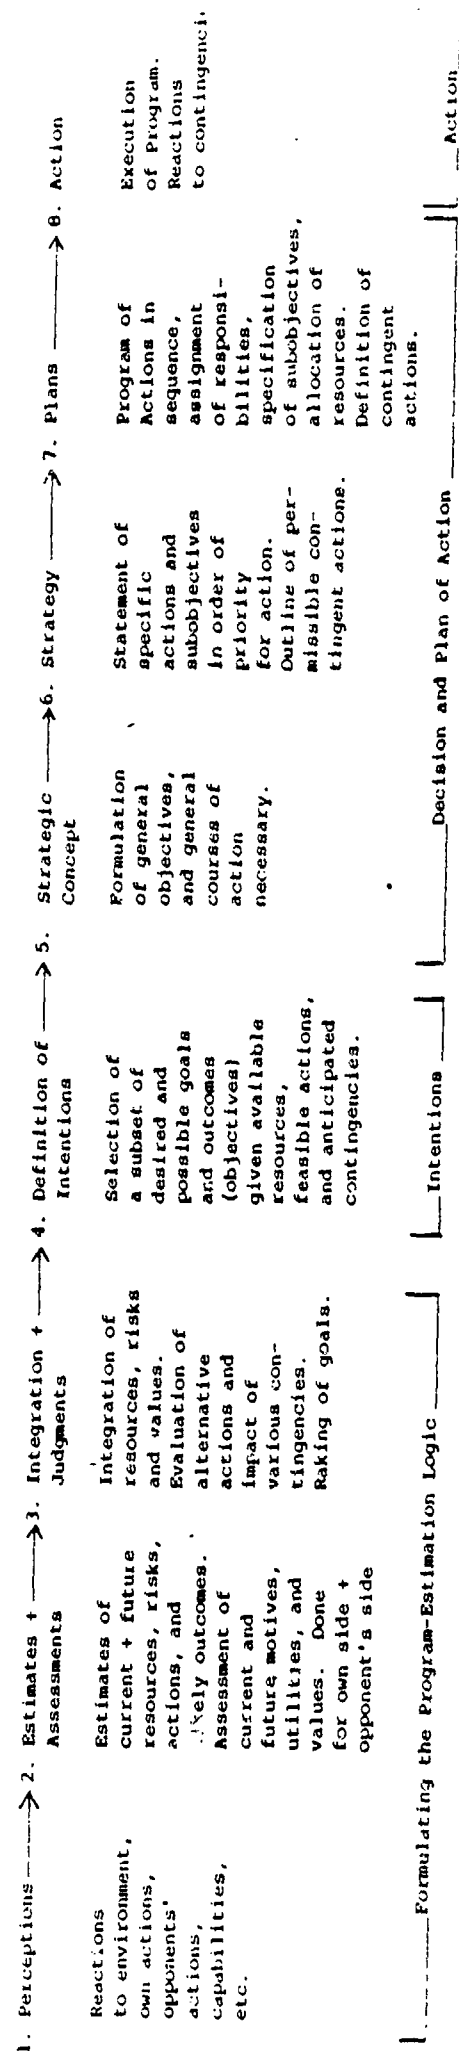 1. Perceptions → 2. Estimates + → 3. Integration + → 4. Definition of → 5. Strategic → 6. Strategy → 7. Plans → 8. Action
Assessments
Judgments
Intentions
Concept
Reactions
to environment,
own actions,
opponents'
actions,
capabilities,
etc.
Estimates of
current + future
resources, risks,
actions, and
likely outcomes.
Assessment of
current and
future motives,
utilities, and
values. Done
for own side +
opponent's side
Integration of
resources, risks
and values.
Evaluation of
alternative
actions and
impact of
various con-
tingencies.
Raking of goals.
Selection of
a subset of
desired and
possible goals
and outcomes
(objectives)
given available
resources,
feasible actions,
and anticipated
contingencies.
Formulation
of general
objectives,
and general
courses of
action
necessary.
Statement of
specific
actions and
subobjectives
in order of
priority
for action.
Outline of per-
missible con-
tingent actione.
Program of
Actions in
sequence,
assignment
of responsi-
bilities,
specification
of subobjectives,
allocation of
resources.
Definition of
contingent
actions.
Execution
of Program.
Reactions
to contingenci
Formulating the Program-Estimation Logic
Intentions
Decision and Plan of Action
Action